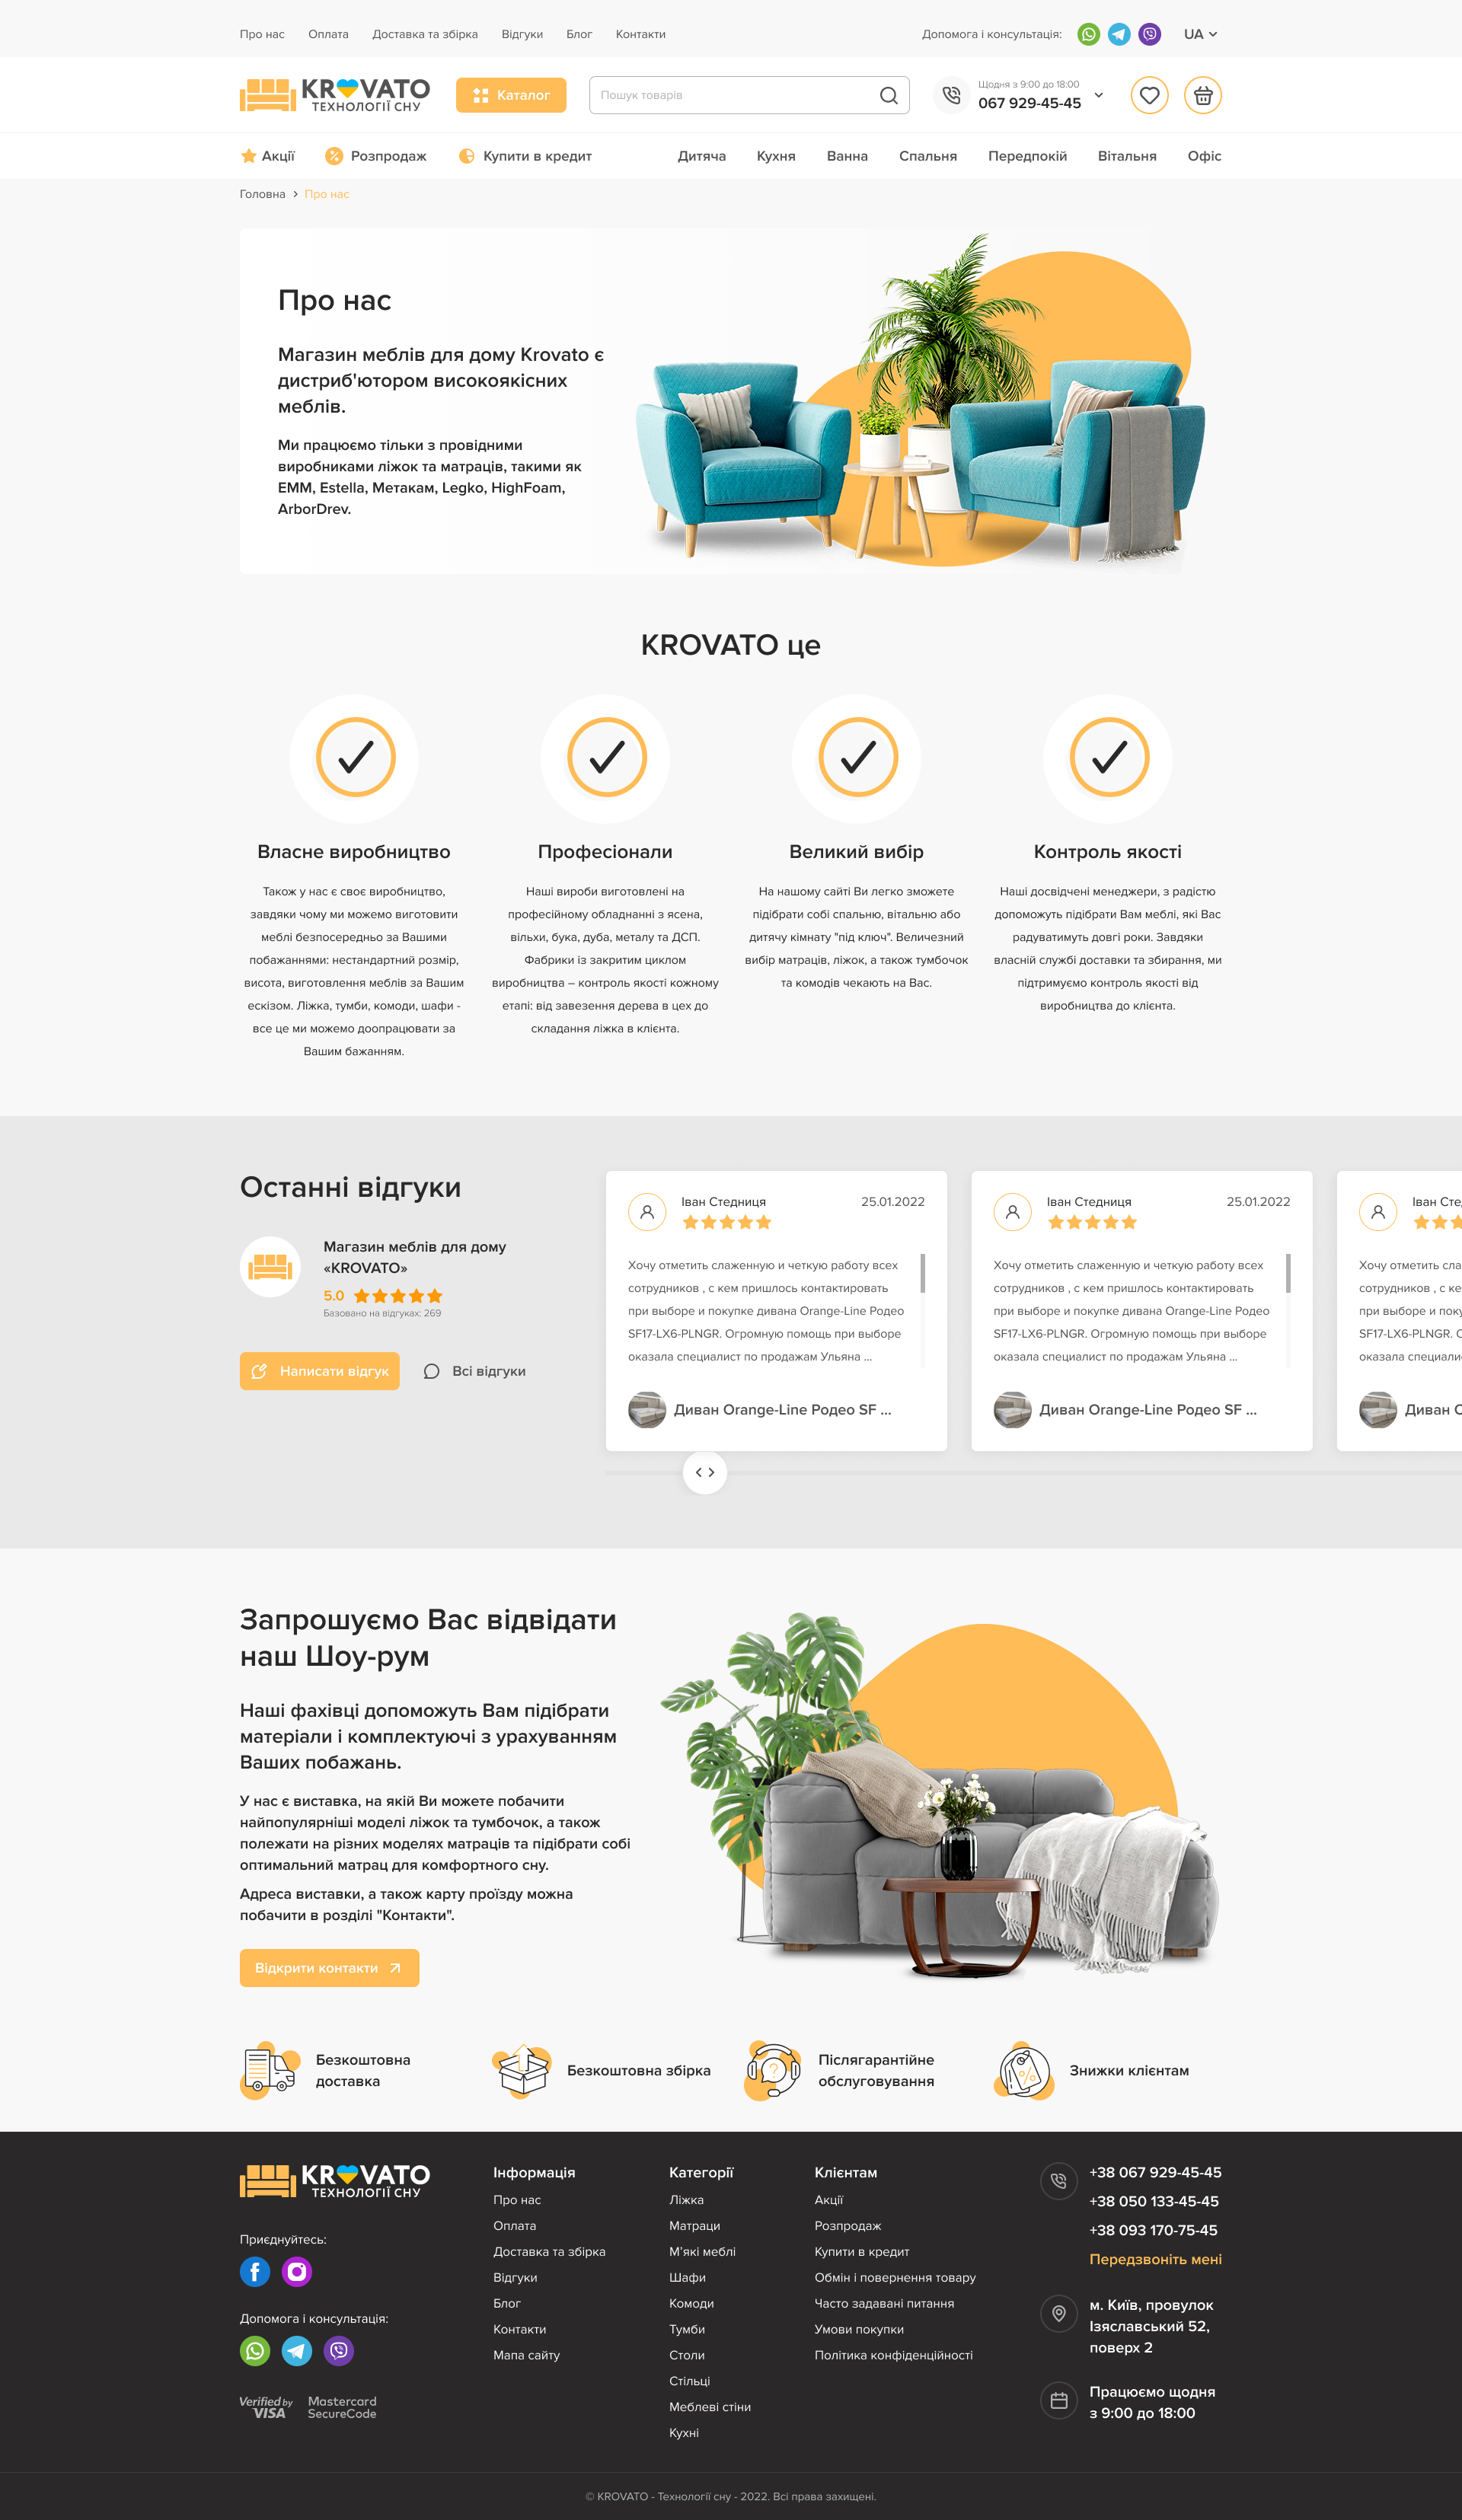 Про нас
Оплата
Доставка та збірка
Відгуки
Блог
Контакти
Допомога і консультація:
UA
KROVATO
ТЕХНОЛОГІЇ СНУ
Каталог
Пошук товарів
Щодня з 9:00 до 18:00
067 929-45-45
Акції
Розпродаж
Купити в кредит
Дитяча
Кухня
Ванна
Спальня
Передпокій
Вітальня
Офіс
Головна
Про нас
Про нас
Магазин меблів для дому Krovato є
дистриб'ютором високоякісних
меблів.
Ми працюємо тільки з провідними
виробниками ліжок та матраців, такими як
ЕММ, Estella, Метакам, Legko, HighFoam,
ArborDrev.
KROVATO це
Власне виробництво
Також у нас є своє виробництво,
завдяки чому ми можемо виготовити
меблі безпосередньо за Вашими
побажаннями: нестандартний розмір,
висота, виготовлення меблів за Вашим
ескізом. Ліжка, тумби, комоди, шафи -
все це ми можемо доопрацювати за
Вашим бажанням.
Професіонали
Наші вироби виготовлені на
професійному обладнанні з ясена,
вільхи, бука, дуба, металу та ДСП.
Фабрики із закритим циклом
виробництва – контроль якості кожному
етапі: від завезення дерева в цех до
складання ліжка в клієнта.
Великий вибір
На нашому сайті Ви легко зможете
підібрати собі спальню, вітальню або
дитячу кімнату "під ключ". Величезний
вибір матраців, ліжок, а також тумбочок
та комодів чекають на Вас.
Контроль якості
Наші досвідчені менеджери, з радістю
допоможуть підібрати Вам меблі, які Вас
радуватимуть довгі роки. Завдяки
власній службі доставки та збирання, ми
підтримуємо контроль якості від
виробництва до клієнта.
Останні відгуки
Магазин меблів для дому
«KROVATO»
5.0
Базовано на відгуках: 269
Написати відгук
Всі відгуки
Іван Стедниця
25.01.2022
Хочу отметить слаженную и четкую работу всех
сотрудников , с кем пришлось контактировать
при выборе и покупке дивана Orange-Line Родео
SF17-LX6-PLNGR. Огромную помощь при выборе
оказала специалист по продажам Ульяна ...
Диван Orange-Line Родео SF ...
Іван Стедниця
25.01.2022
Хочу отметить слаженную и четкую работу всех
сотрудников , с кем пришлось контактировать
при выборе и покупке дивана Orange-Line Родео
SF17-LX6-PLNGR. Огромную помощь при выборе
оказала специалист по продажам Ульяна ...
Диван Orange-Line Родео SF ...
Іван
Хочу отметить
сотрудников , с
при выборе и
SF17-LX6-PLNGR.
оказала
Диван
Запрошуємо Вас відвідати
наш Шоу-рум
Наші фахівці допоможуть Вам підібрати
матеріали і комплектуючі з урахуванням
Ваших побажань.
У нас є виставка, на якій Ви можете побачити
найпопулярніші моделі ліжок та тумбочок, а також
полежати на різних моделях матраців та підібрати собі
оптимальний матрац для комфортного сну.
Адреса виставки, а також карту проїзду можна
побачити в розділі "Контакти".
Відкрити контакти
Безкоштовна
доставка
Безкоштовна збірка
Післягарантійне
обслуговування
Знижки клієнтам
KROVATO
ТЕХНОЛОГІЇ СНУ
Приєднуйтесь:
Допомога і консультація:
Verified by
VISA
Mastercard
SecureCode
Інформація
Про нас
Оплата
Доставка та збірка
Відгуки
Блог
Контакти
Мапа сайту
Категорії
Ліжка
Матраци
М'які меблі
Шафи
Комоди
Тумби
Столи
Стільці
Меблеві стіни
Кухні
Клієнтам
Акції
Розпродаж
Купити в кредит
Обмін і повернення товару
Часто задавані питання
Умови покупки
Політика конфіденційності
+38 067 929-45-45
+38 050 133-45-45
+38 093 170-75-45
Передзвоніть мені
м. Київ, провулок
Ізяславський 52,
поверх 2
Працюємо щодня
з 9:00 до 18:00
© KROVATO - Технології сну - 2022. Всі права захищені.